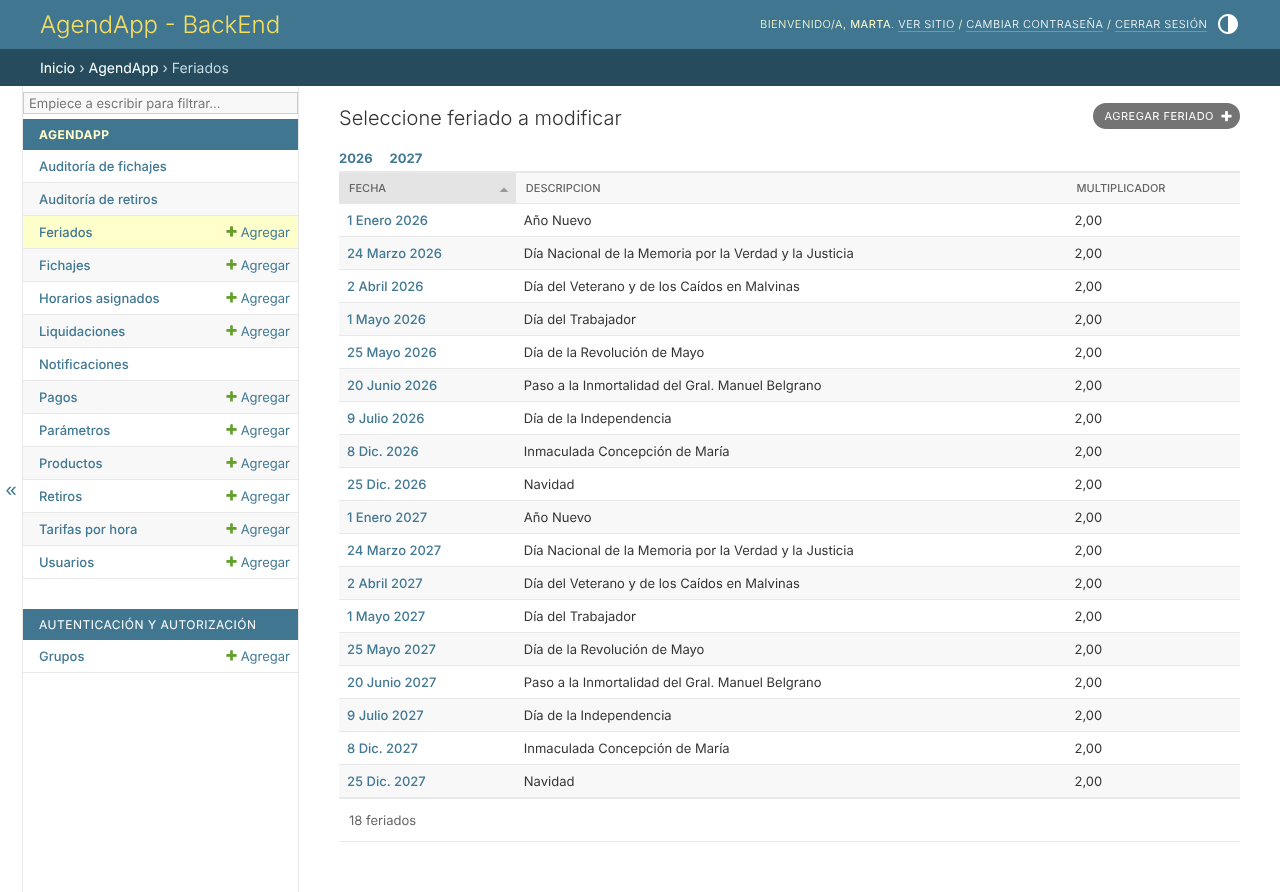 AgendApp - BackEnd
BIENVENIDO/A, MARTA. VER SITIO / CAMBIAR CONTRASEÑA / CERRAR SESIÓN
Inicio › AgendApp › Feriados
Empiece a escribir para filtrar...
AGENDAPP
Auditoría de fichajes
Auditoría de retiros
Feriados Agregar
Fichajes Agregar
Horarios asignados Agregar
Liquidaciones Agregar
Notificaciones
Pagos Agregar
Parámetros Agregar
Productos Agregar
Retiros Agregar
Tarifas por hora Agregar
Usuarios Agregar
AUTENTICACIÓN Y AUTORIZACIÓN
Grupos Agregar
«
Seleccione feriado a modificar
AGREGAR FERIADO
2026 2027
FECHA DESCRIPCION MULTIPLICADOR
1 Enero 2026 Año Nuevo 2,00
24 Marzo 2026 Día Nacional de la Memoria por la Verdad y la Justicia 2,00
2 Abril 2026 Día del Veterano y de los Caídos en Malvinas 2,00
1 Mayo 2026 Día del Trabajador 2,00
25 Mayo 2026 Día de la Revolución de Mayo 2,00
20 Junio 2026 Paso a la Inmortalidad del Gral. Manuel Belgrano 2,00
9 Julio 2026 Día de la Independencia 2,00
8 Dic. 2026 Inmaculada Concepción de María 2,00
25 Dic. 2026 Navidad 2,00
1 Enero 2027 Año Nuevo 2,00
24 Marzo 2027 Día Nacional de la Memoria por la Verdad y la Justicia 2,00
2 Abril 2027 Día del Veterano y de los Caídos en Malvinas 2,00
1 Mayo 2027 Día del Trabajador 2,00
25 Mayo 2027 Día de la Revolución de Mayo 2,00
20 Junio 2027 Paso a la Inmortalidad del Gral. Manuel Belgrano 2,00
9 Julio 2027 Día de la Independencia 2,00
8 Dic. 2027 Inmaculada Concepción de María 2,00
25 Dic. 2027 Navidad 2,00
18 feriados